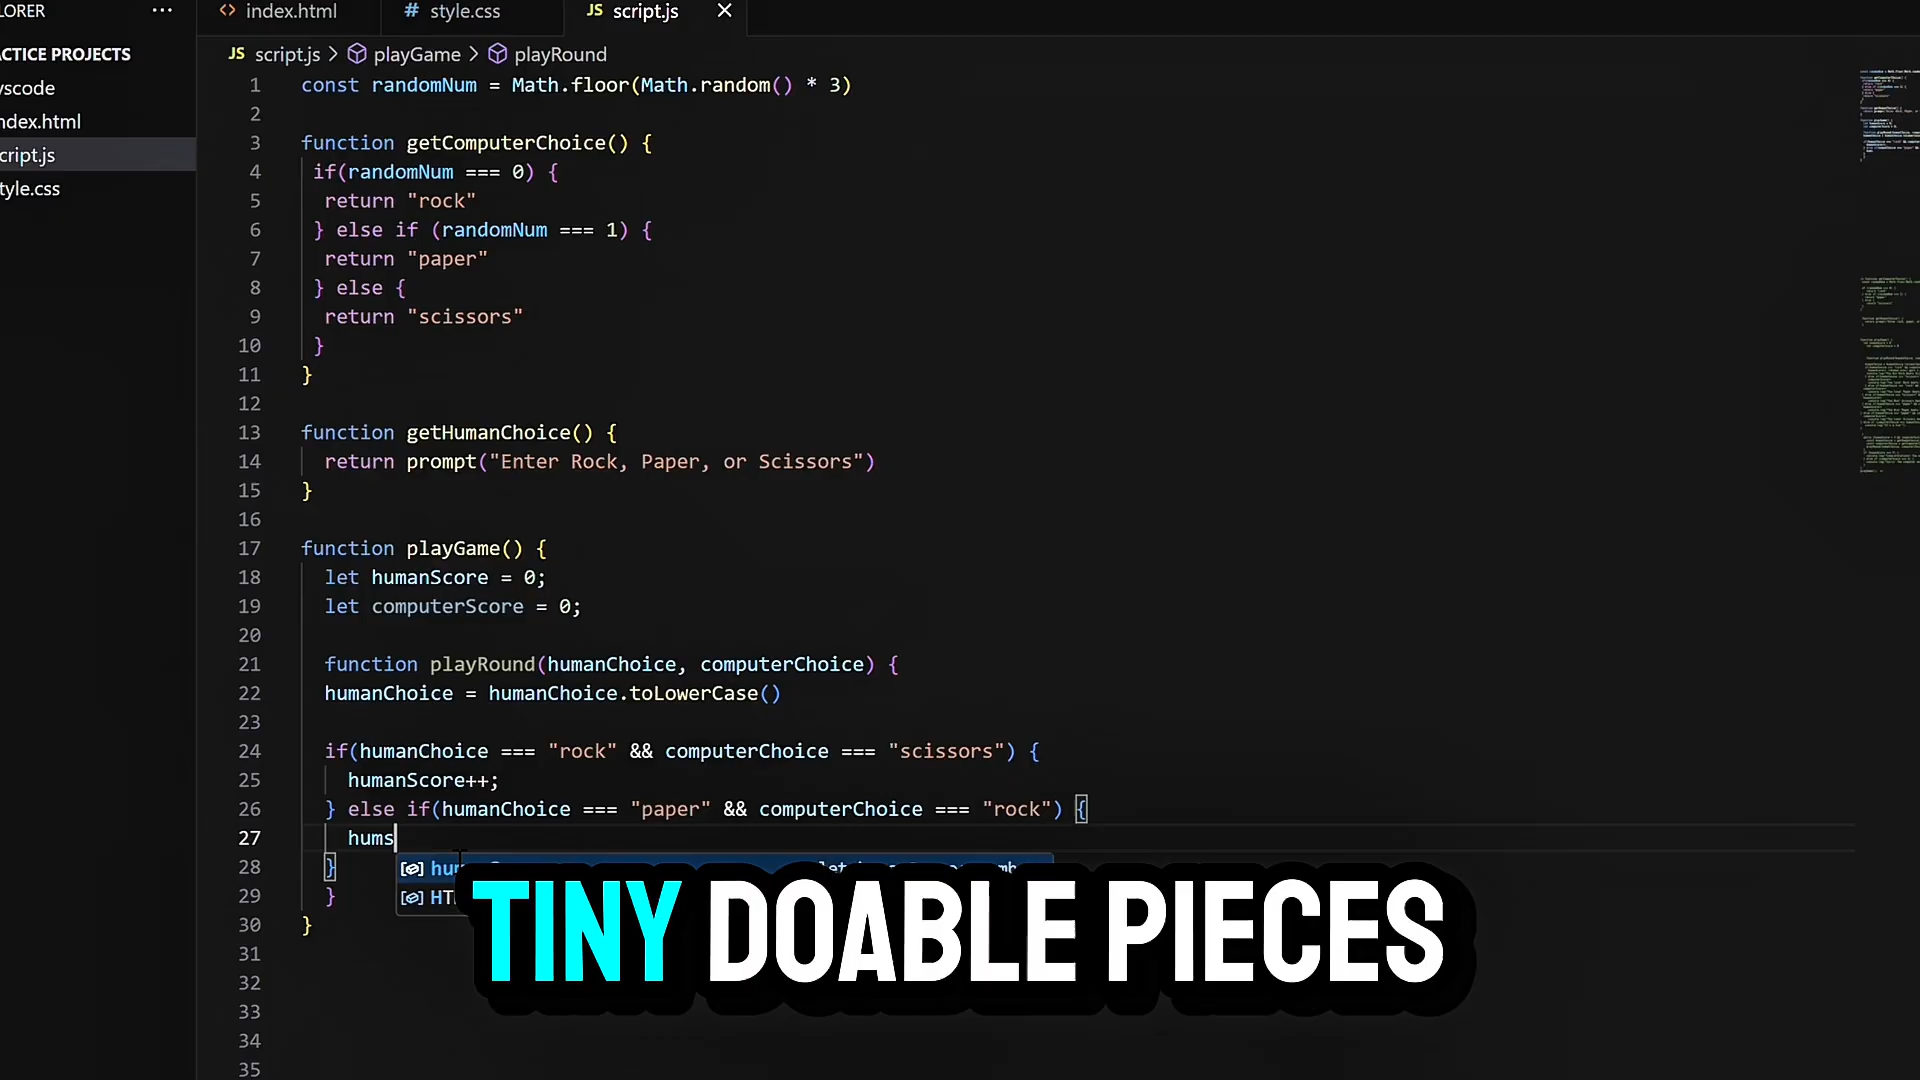 LORER ···
index.html
# style.css
JS script.js
CTICE PROJECTS
JS script.js > playGame > playRound
vscode
ndex.html
cript.js
tyle.css
1 const randomNum = Math.floor(Math.random() * 3)
2
3 function getComputerChoice() {
4 if(randomNum === 0) {
5 return "rock"
6 } else if (randomNum === 1) {
7 return "paper"
8 } else {
9 return "scissors"
10 }
11 }
12
13 function getHumanChoice() {
14 return prompt("Enter Rock, Paper, or Scissors")
15 }
16
17 function playGame() {
18 let humanScore = 0;
19 let computerScore = 0;
20
21 function playRound(humanChoice, computerChoice) {
22 humanChoice = humanChoice.toLowerCase()
23
24 if(humanChoice === "rock" && computerChoice === "scissors") {
25 humanScore++;
26 } else if(humanChoice === "paper" && computerChoice === "rock") {
27 hums
28 }
29 }
30 }
31
32
33
34
35
TINY DOABLE PIECES